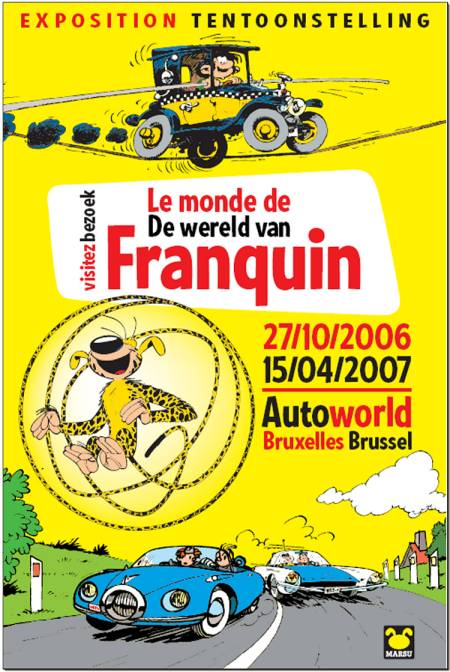 EXPOSITION TENTOONSTELLING
visitez bezoek
Le monde de
De wereld van
Franquin
27/10/2006
15/04/2007
Autoworld
Bruxelles Brussel
MARSU